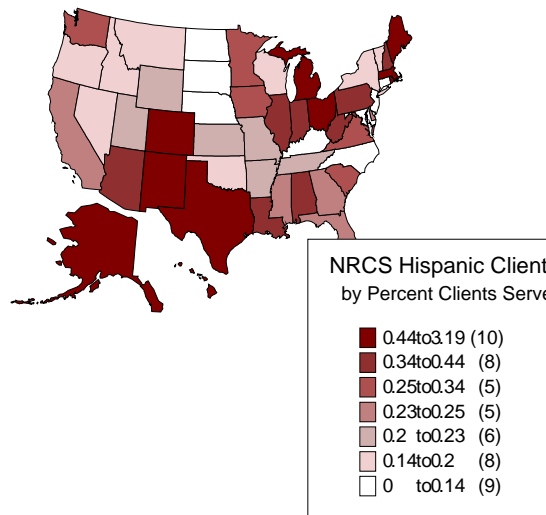 NRCS Hispanic Client
by Percent Clients Serve
0.44to3.19 (10)
0.34to0.44 (8)
0.25to0.34 (5)
0.23to0.25 (5)
0.2 to0.23 (6)
0.14to0.2 (8)
0 to0.14 (9)